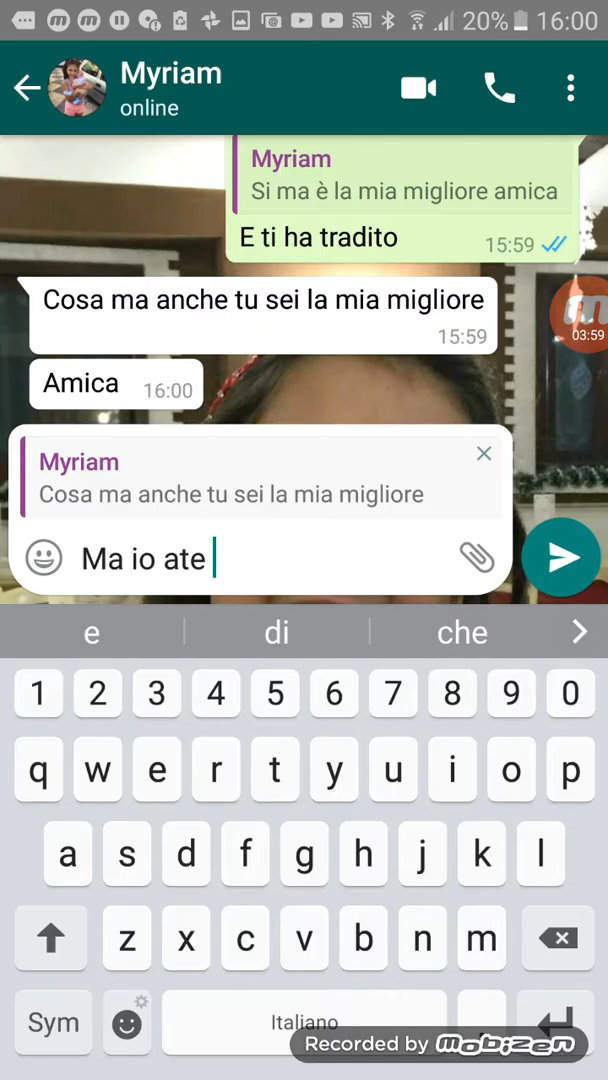 20% 16:00
Myriam
online
Myriam
Si ma è la mia migliore amica
E ti ha tradito 15:59
Cosa ma anche tu sei la mia migliore
15:59
03:59
Amica 16:00
Myriam
Cosa ma anche tu sei la mia migliore
Ma io ate
e di che
1 2 3 4 5 6 7 8 9 0
q w e r t y u i o p
a s d f g h j k l
z x c v b n m
Sym Italiano
Recorded by mobizen